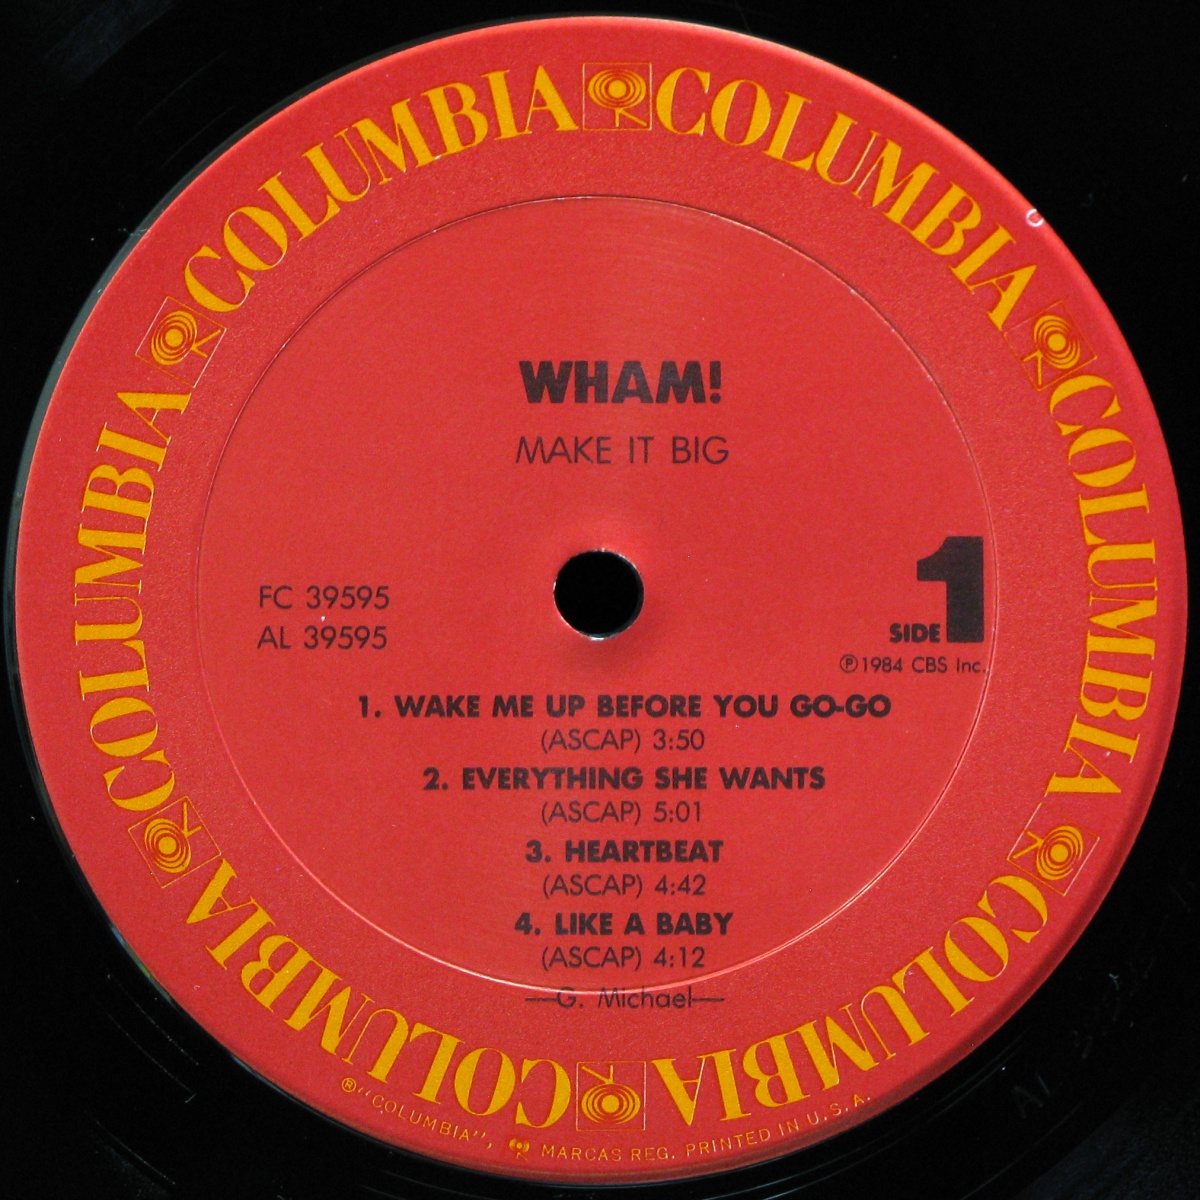 COLUMBIA COLUMBIA COLUMBIA COLUMBIA COLUMBIA COLUMBIA
WHAM!
MAKE IT BIG
FC 39595
AL 39595
SIDE 1
℗1984 CBS Inc.
1. WAKE ME UP BEFORE YOU GO-GO
(ASCAP) 3:50
2. EVERYTHING SHE WANTS
(ASCAP) 5:01
3. HEARTBEAT
(ASCAP) 4:42
4. LIKE A BABY
(ASCAP) 4:12
—G. Michael—
®"COLUMBIA", MARCAS REG. PRINTED IN U.S.A.